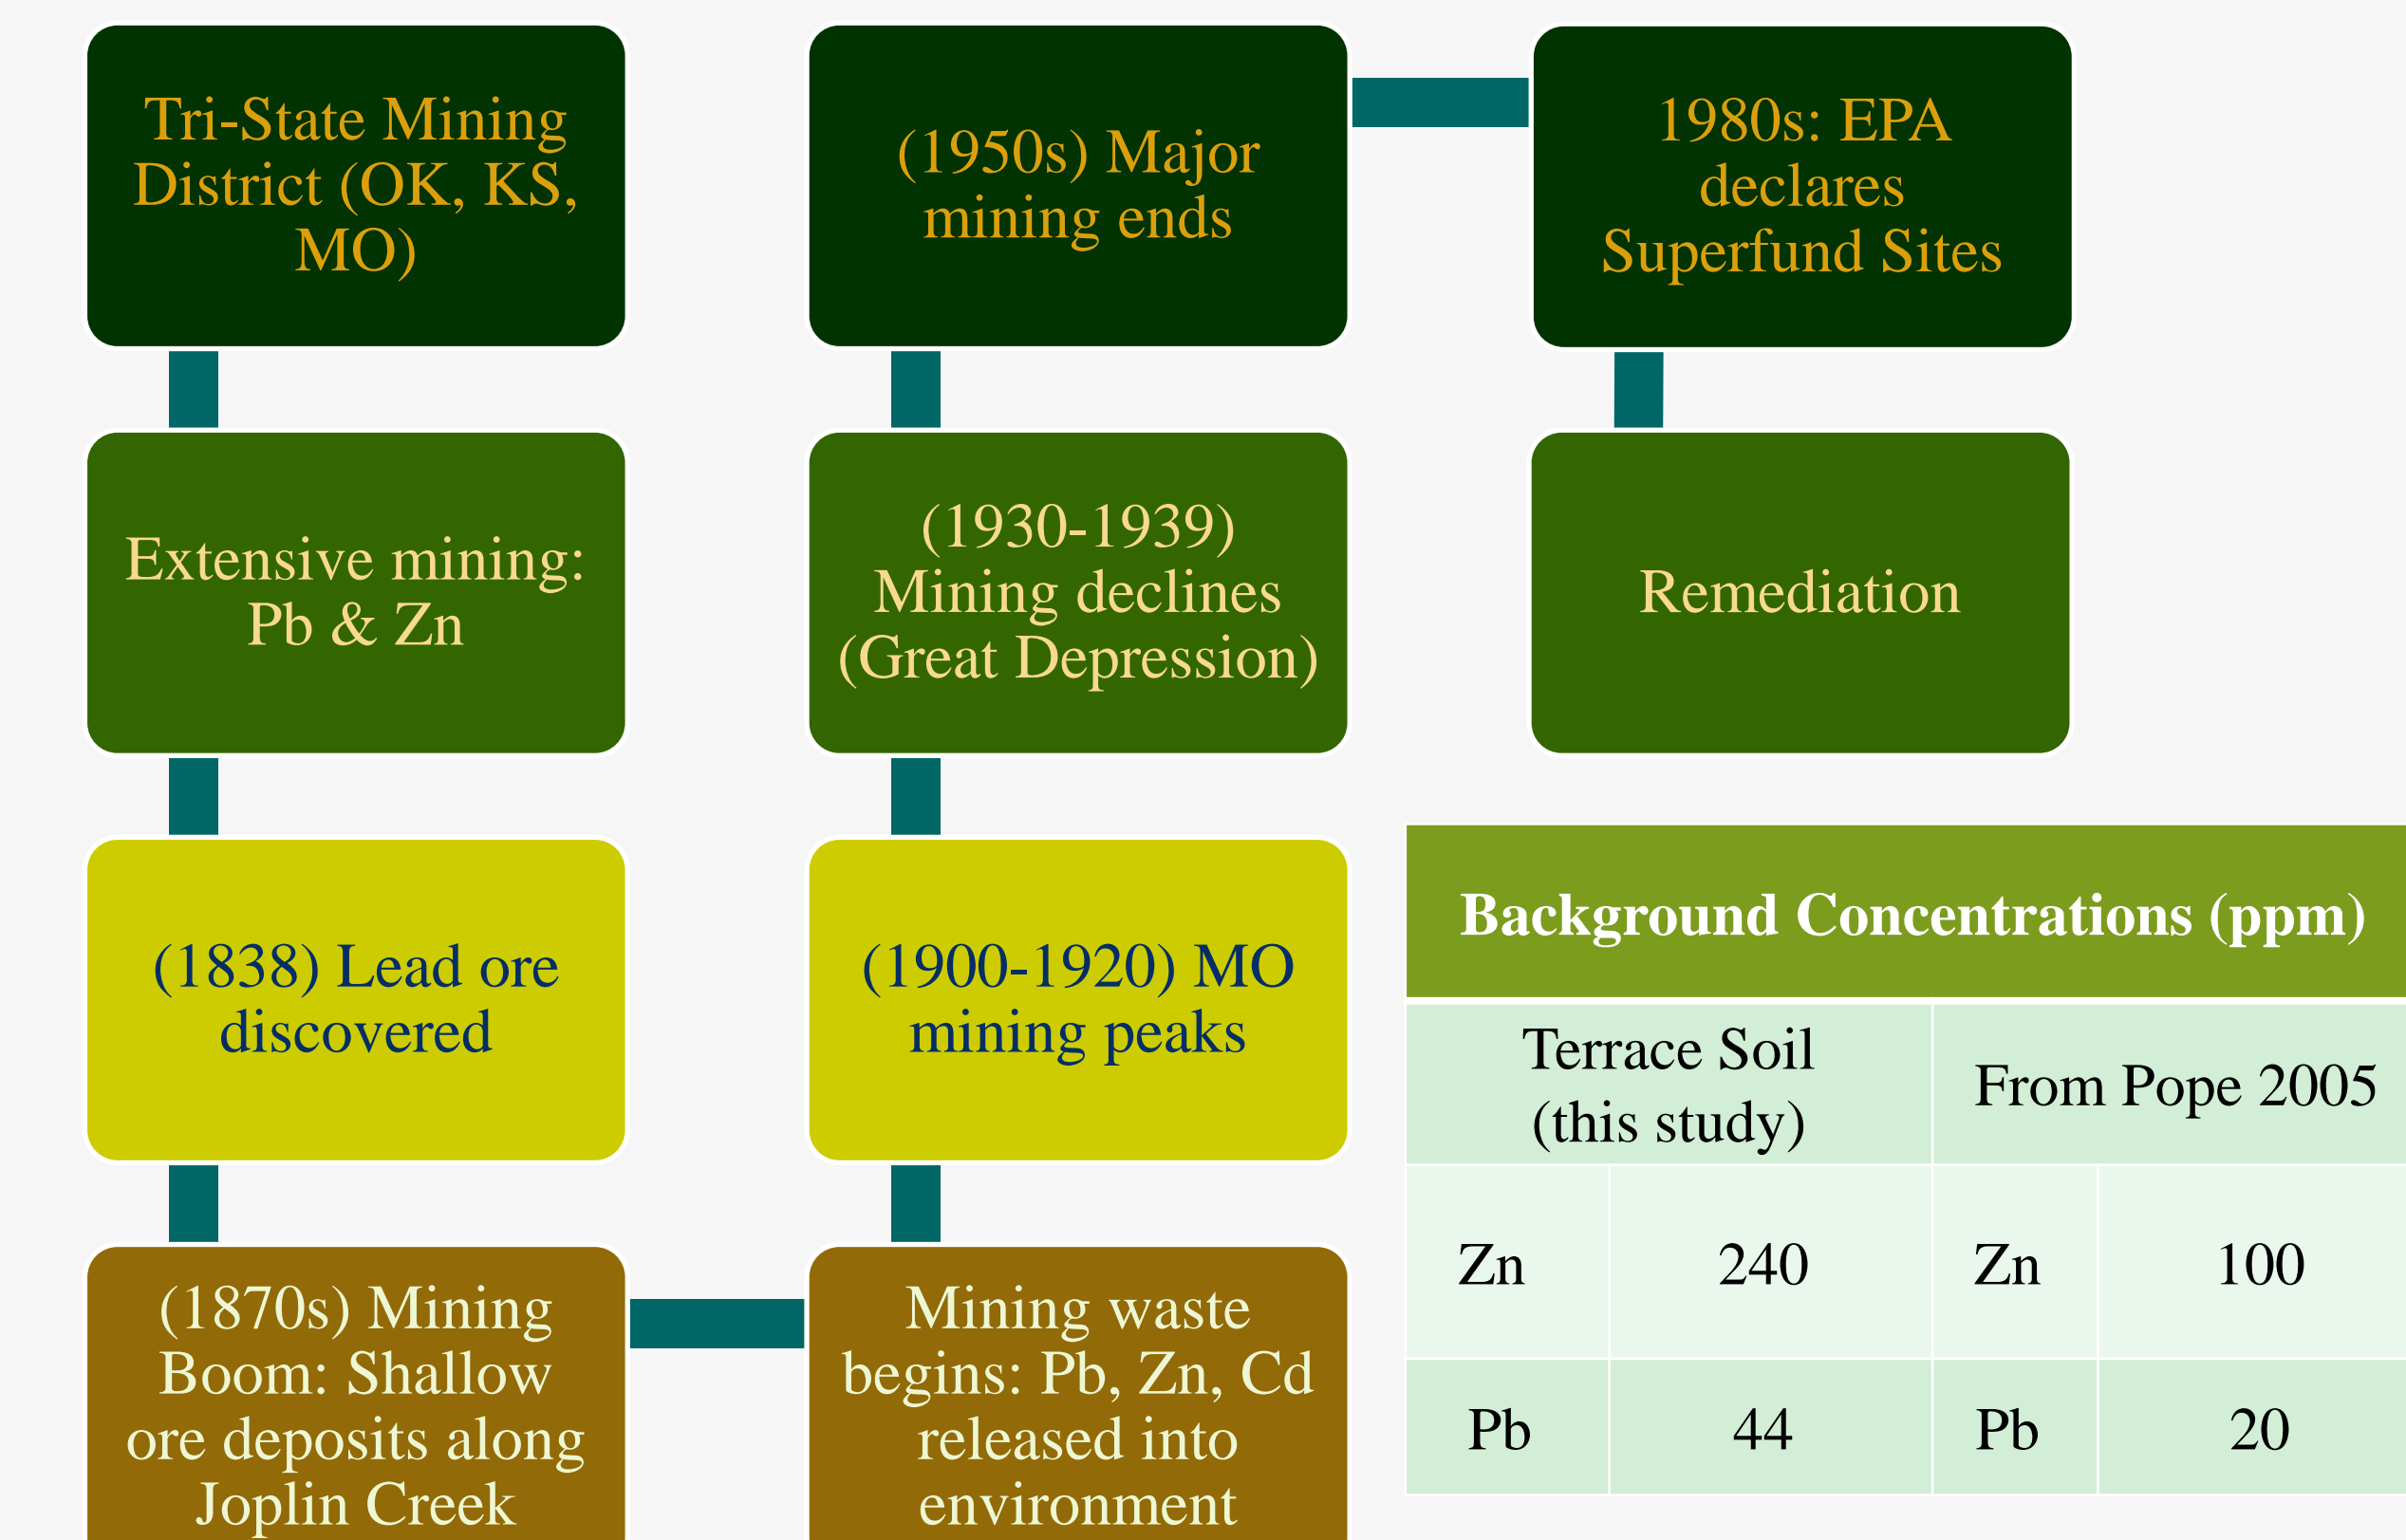 Tri-State Mining
District (OK, KS,
MO)
Extensive mining:
Pb & Zn
(1838) Lead ore
discovered
(1870s) Mining
Boom: Shallow
ore deposits along
Joplin Creek
Mining waste
begins: Pb, Zn, Cd
released into
environment
(1900-1920) MO
mining peaks
(1930-1939)
Mining declines
(Great Depression)
(1950s) Major
mining ends
1980s: EPA
declares
Superfund Sites
Remediation
Background Concentrations (ppm)
Terrace Soil
(this study)
From Pope 2005
Zn 240 Zn 100
Pb 44 Pb 20